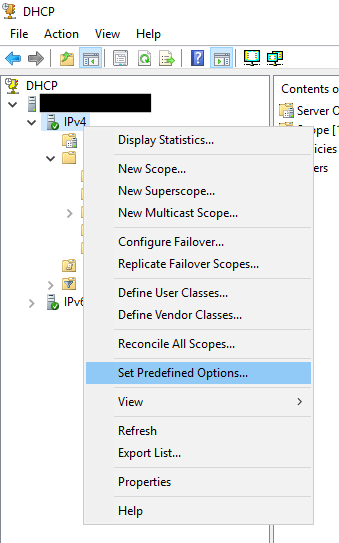 DHCP
File Action View Help
DHCP
Contents o
IPv4
Server O
Display Statistics...
Scope [1
icies
New Scope...
ers
New Superscope...
New Multicast Scope...
Configure Failover...
Replicate Failover Scopes...
Define User Classes...
IPv6
Define Vendor Classes...
Reconcile All Scopes...
Set Predefined Options...
View
Refresh
Export List...
Properties
Help